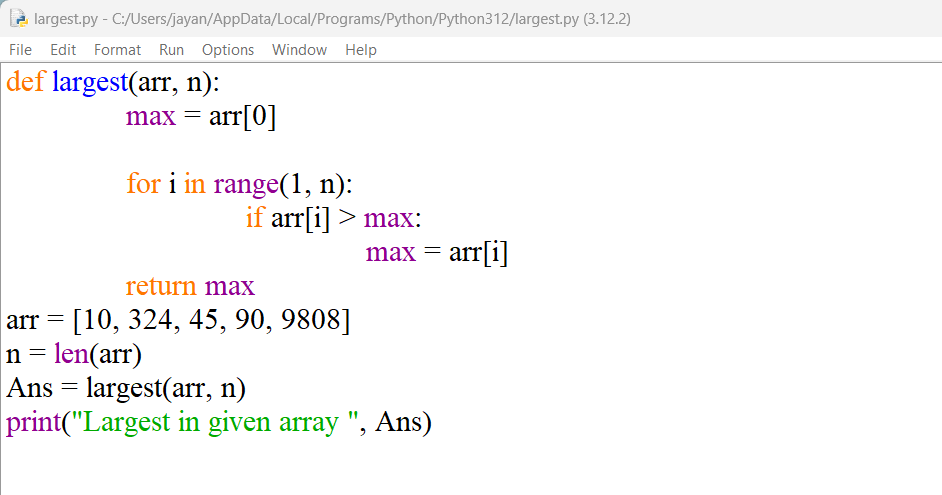 largest.py - C:/Users/jayan/AppData/Local/Programs/Python/Python312/largest.py (3.12.2)
File Edit Format Run Options Window Help
def largest(arr, n):
max = arr[0]
for i in range(1, n):
if arr[i] > max:
max = arr[i]
return max
arr = [10, 324, 45, 90, 9808]
n = len(arr)
Ans = largest(arr, n)
print("Largest in given array ", Ans)